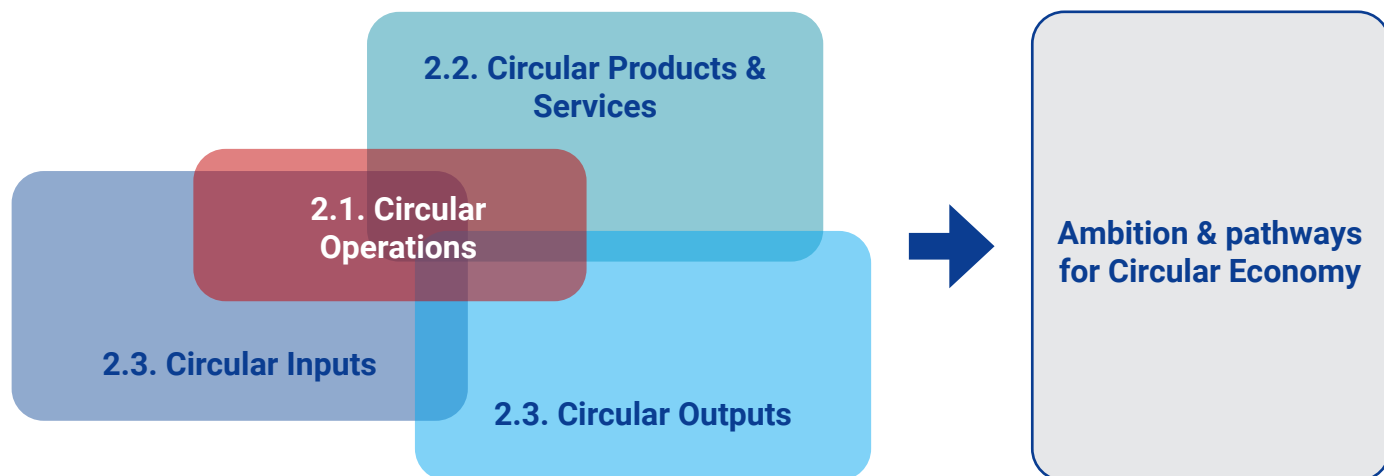 2.2. Circular Products &
Services
2.1. Circular
Operations
2.3. Circular Inputs
2.3. Circular Outputs
Ambition & pathways
for Circular Economy